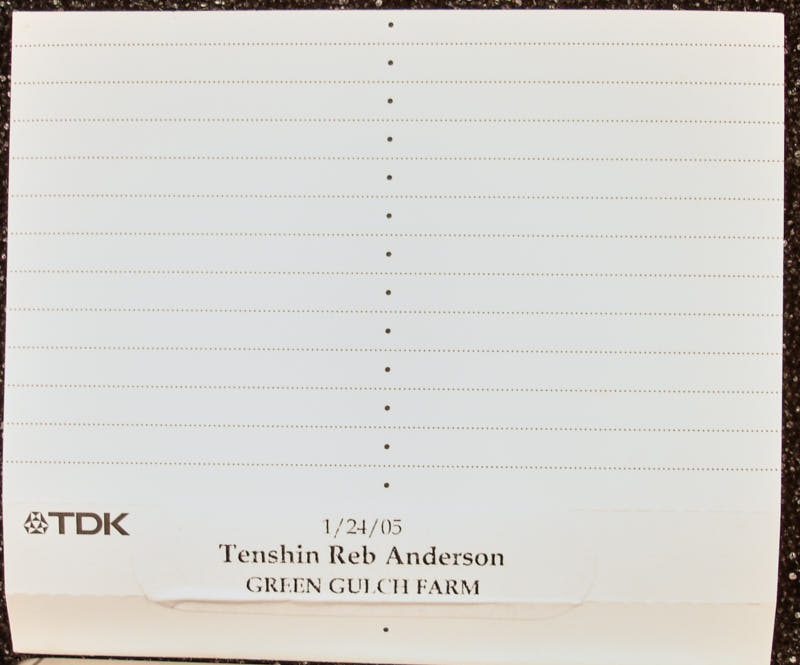 TDK
1/24/05
Tenshin Reb Anderson
GREEN GULCH FARM